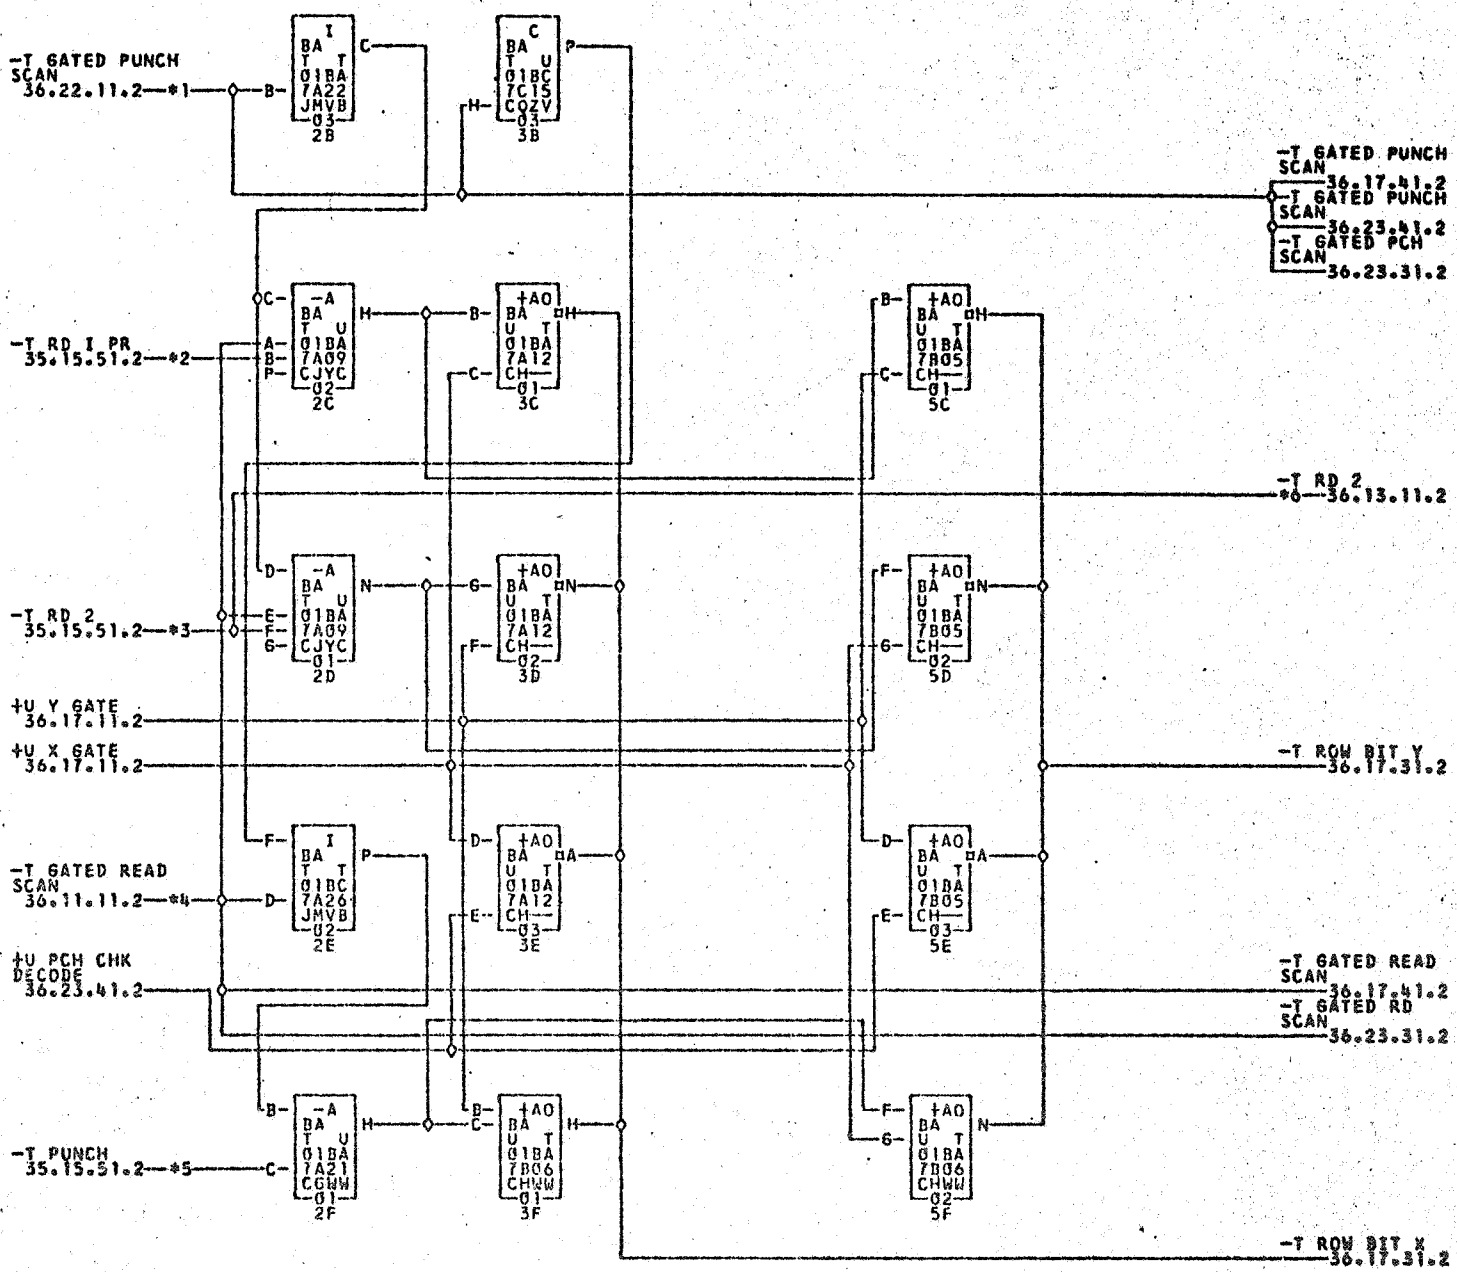 -T GATED PUNCH
SCAN
36.22.11.2—*1
B
I
BA
T T
01BA
7A22
JMVB
03
2B
C
H
C
BA
T U
01BC
7C15
CQZV
03
3B
P
-T GATED PUNCH
SCAN
36.17.41.2
-T GATED PUNCH
SCAN
36.23.41.2
-T GATED PCH
SCAN
36.23.31.2
-T RD I PR
35.15.51.2—*2
C
A
B
P
-A
BA
T U
01BA
7A09
CJYC
02
2C
H
B
C
+AO
BA
U T
01BA
7A12
CH
01
3C
H
B
C
+AO
BA
U T
01BA
7B05
CH
01
5C
H
-T RD 2
*6—36.13.11.2
-T RD 2
35.15.51.2—*3
D
E
F
G
-A
BA
T U
01BA
7A09
CJYC
01
2D
N
G
F
+AO
BA
U T
01BA
7A12
CH
02
3D
N
F
G
+AO
BA
U T
01BA
7B05
CH
02
5D
N
+U Y GATE
36.17.11.2
+U X GATE
36.17.11.2
-T ROW BIT Y
36.17.31.2
-T GATED READ
SCAN
36.11.11.2—*4
F
D
I
BA
T T
01BC
7A26
JMVB
02
2E
P
D
E
+AO
BA
U T
01BA
7A12
CH
03
3E
A
D
E
+AO
BA
U T
01BA
7B05
CH
03
5E
A
+U PCH CHK
DECODE
36.23.41.2
-T GATED READ
SCAN
36.17.41.2
-T GATED RD
SCAN
36.23.31.2
-T PUNCH
35.15.51.2—*5
B
C
-A
BA
T U
01BA
7A21
CGWW
01
2F
H
B
C
+AO
BA
U T
01BA
7B06
CHWW
01
3F
H
F
G
+AO
BA
U T
01BA
7B06
CHWW
02
5F
N
-T ROW BIT X
36.17.31.2